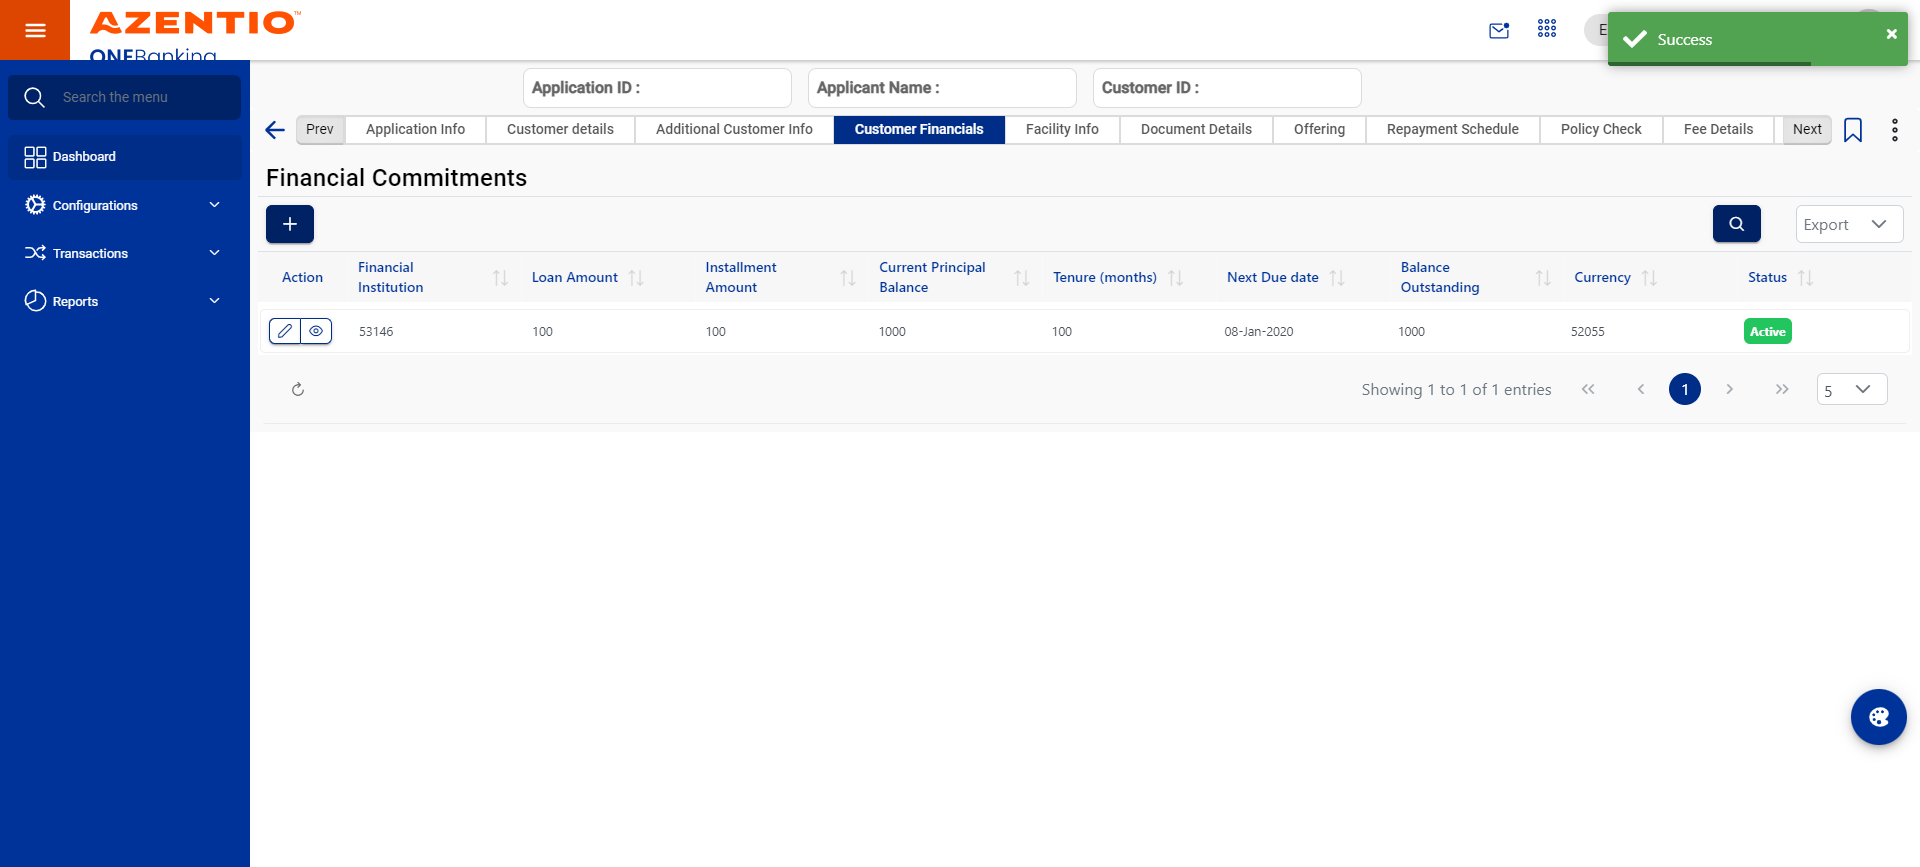 AZENTIO™
ONEBanking
Success
Search the menu
Dashboard
Configurations
Transactions
Reports
Application ID :
Applicant Name :
Customer ID :
Prev
Application Info
Customer details
Additional Customer Info
Customer Financials
Facility Info
Document Details
Offering
Repayment Schedule
Policy Check
Fee Details
Next
Financial Commitments
Export
Action
Financial
Institution
Loan Amount
Installment
Amount
Current Principal
Balance
Tenure (months)
Next Due date
Balance
Outstanding
Currency
Status
53146
100
100
1000
100
08-Jan-2020
1000
52055
Active
Showing 1 to 1 of 1 entries
1
5